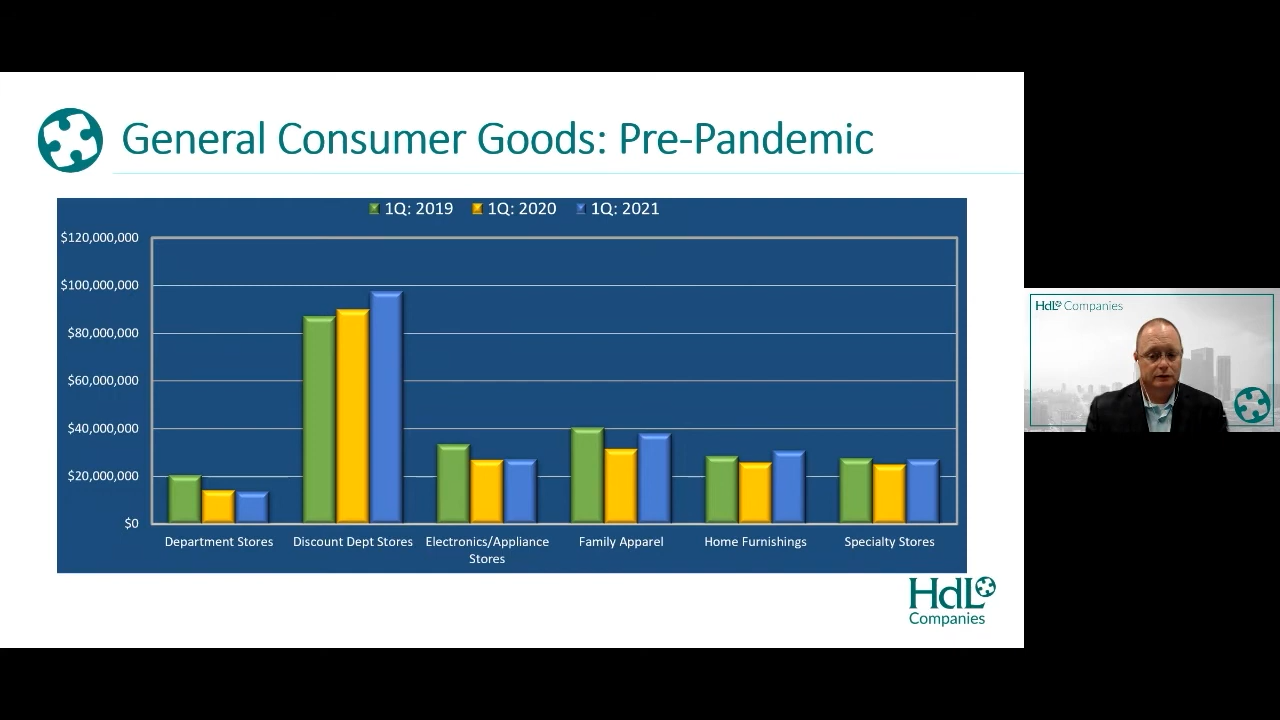 General Consumer Goods: Pre-Pandemic
1Q: 2019 1Q: 2020 1Q: 2021
$120,000,000
$100,000,000
$80,000,000
$60,000,000
$40,000,000
$20,000,000
$0
Department Stores Discount Dept Stores Electronics/Appliance Family Apparel Home Furnishings Specialty Stores
Stores
HdL
Companies
HdL Companies